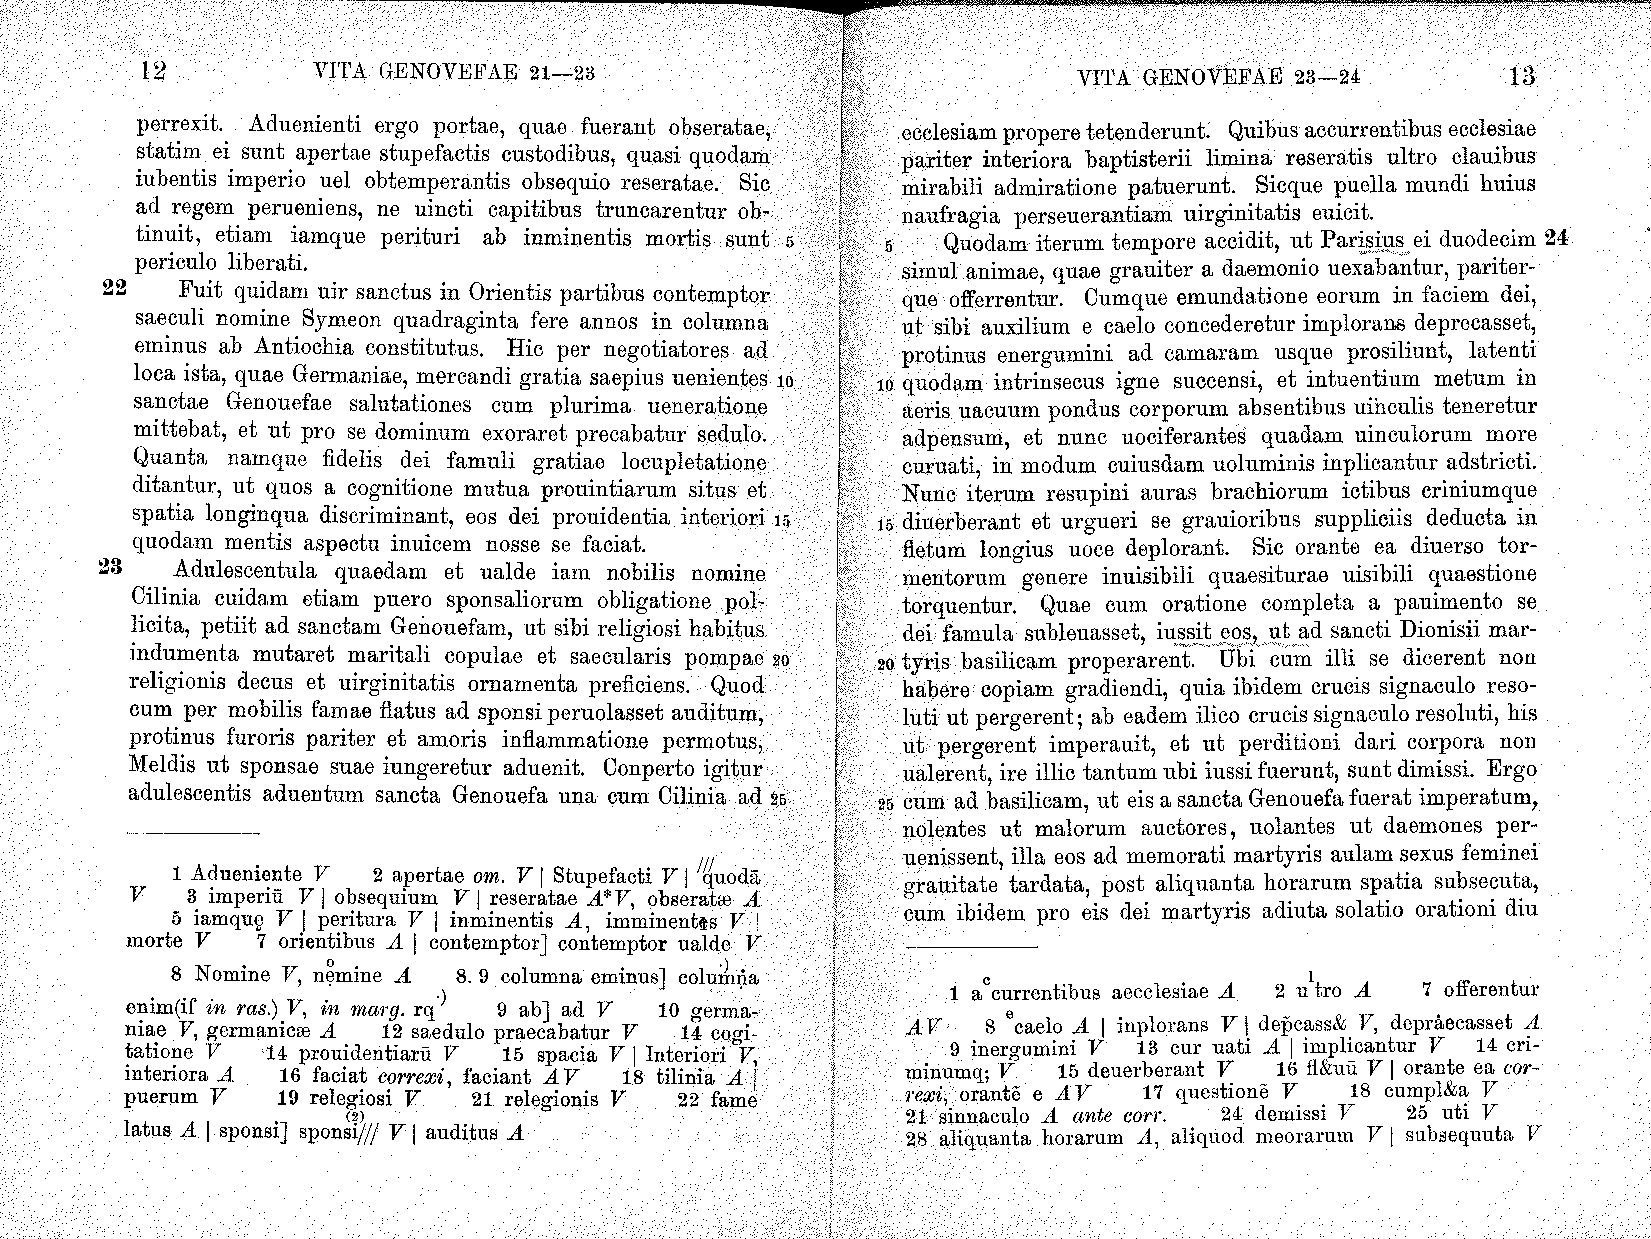 12 VITA GENOVEFAE 21—23
perrexit. Aduenienti ergo portae, quae fuerant obseratae,
statim ei sunt apertae stupefactis custodibus, quasi quodam
iubentis imperio uel obtemperantis obsequio reseratae. Sic
ad regem perueniens, ne uincti capitibus truncarentur ob-
tinuit, etiam iamque perituri ab inminentis mortis sunt 5
periculo liberati.
22 Fuit quidam uir sanctus in Orientis partibus contemptor
saeculi nomine Symeon quadraginta fere annos in columna
eminus ab Antiochia constitutus. Hic per negotiatores ad
loca ista, quae Germaniae, mercandi gratia saepius uenientes 10
sanctae Genouefae salutationes cum plurima ueneratione
mittebat, et ut pro se dominum exoraret precabatur sedulo.
Quanta namque fidelis dei famuli gratiae locupletatione
ditantur, ut quos a cognitione mutua prouintiarum situs et
spatia longinqua discriminant, eos dei prouidentia interiori 15
quodam mentis aspectu inuicem nosse se faciat.
23 Adulescentula quaedam et ualde iam nobilis nomine
Cilinia cuidam etiam puero sponsaliorum obligatione pol-
licita, petiit ad sanctam Genouefam, ut sibi religiosi habitus
indumenta mutaret maritali copulae et saecularis pompae 20
religionis decus et uirginitatis ornamenta preficiens. Quod
cum per mobilis famae flatus ad sponsi peruolasset auditum,
protinus furoris pariter et amoris inflammatione permotus,
Meldis ut sponsae suae iungeretur aduenit. Conperto igitur
adulescentis aduentum sancta Genouefa una cum Cilinia ad 25
1 Adueniente V 2 apertae om. V | Stupefacti V | ///quodā
V 3 imperiū V | obsequium V | reseratae A*V, obseratæ A
5 iamquę V | peritura V | inminentis A, imminentes V |
morte V 7 orientibus A | contemptor] contemptor ualde V
8 Nomine V, nemine A 8. 9 columna eminus] columna
enim(iſ in ras.) V, in marg. rq 9 ab] ad V 10 germa-
niae V, germanicæ A 12 saedulo praecabatur V 14 cogi-
tatione V 14 prouidentiarū V 15 spacia V | Interiori V,
interiora A 16 faciat correxi, faciant AV 18 tilinia A |
puerum V 19 relegiosi V 21 relegionis V 22 fame
latus A | sponsi] sponsi/// (2) V | auditus A
VITA GENOVEFAE 23—24 13
ecclesiam propere tetenderunt. Quibus accurrentibus ecclesiae
pariter interiora baptisterii limina reseratis ultro clauibus
mirabili admiratione patuerunt. Sicque puella mundi huius
naufragia perseuerantiam uirginitatis euicit.
5 Quodam iterum tempore accidit, ut Parisius ei duodecim 24
simul animae, quae grauiter a daemonio uexabantur, pariter-
que offerrentur. Cumque emundatione eorum in faciem dei,
ut sibi auxilium e caelo concederetur implorans deprecasset,
protinus energumini ad camaram usque prosiliunt, latenti
10 quodam intrinsecus igne succensi, et intuentium metum in
aeris uacuum pondus corporum absentibus uinculis teneretur
adpensum, et nunc uociferantes quadam uinculorum more
curuati, in modum cuiusdam uoluminis inplicantur adstricti.
Nunc iterum resupini auras brachiorum ictibus criniumque
15 diuerberant et urgueri se grauioribus suppliciis deducta in
fletum longius uoce deplorant. Sic orante ea diuerso tor-
mentorum genere inuisibili quaesiturae uisibili quaestione
torquentur. Quae cum oratione completa a pauimento se
dei famula subleuasset, iussit eos, ut ad sancti Dionisii mar-
20 tyris basilicam properarent. Ubi cum illi se dicerent non
habere copiam gradiendi, quia ibidem crucis signaculo reso-
luti ut pergerent; ab eadem ilico crucis signaculo resoluti, his
ut pergerent imperauit, et ut perditioni dari corpora non
ualerent, ire illic tantum ubi iussi fuerunt, sunt dimissi. Ergo
25 cum ad basilicam, ut eis a sancta Genouefa fuerat imperatum,
nolentes ut malorum auctores, uolantes ut daemones per-
uenissent, illa eos ad memorati martyris aulam sexus feminei
grauitate tardata, post aliquanta horarum spatia subsecuta,
cum ibidem pro eis dei martyris adiuta solatio orationi diu
1 accurrentibus aecclesiae A 2 ultro A 7 offerentur
AV 8 ecaelo A | inplorans V | dep̄cass& V, depraecasset A
9 inergumini V 13 cur uati A | implicantur V 14 cri-
minumq; V 15 deuerberant V 16 fl&uū V | orante ea cor-
rexi, orantē e AV 17 questionē V 18 cumpl&a V
21 sinnaculo A ante corr. 24 demissi V 25 uti V
28 aliquanta horarum A, aliquod meorarum V | subsequuta V